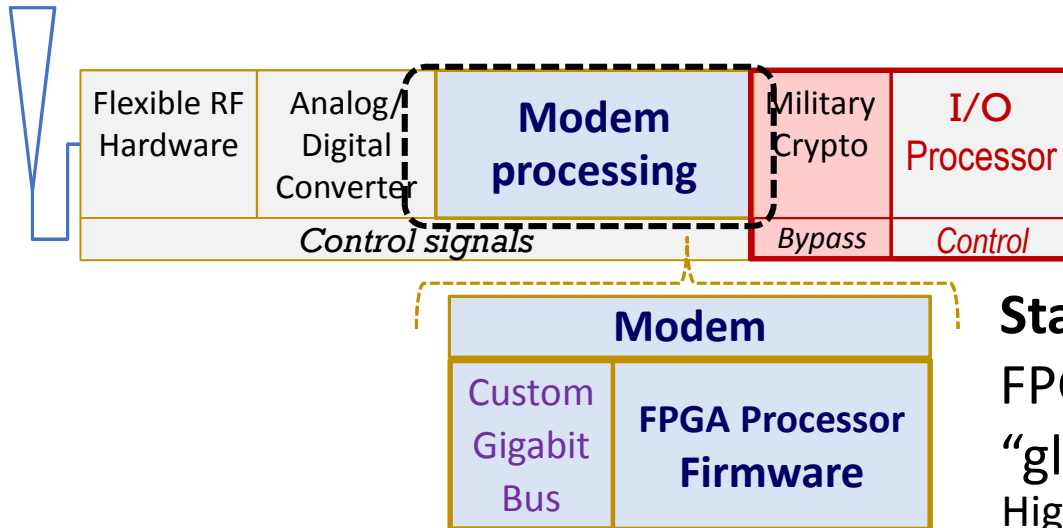 Flexible RF
Hardware
Analog/
Digital
Converter
Modem
processing
Military
Crypto
I/O
Processor
Control signals
Bypass
Control
Modem
Custom
Gigabit
Bus
FPGA Processor
Firmware